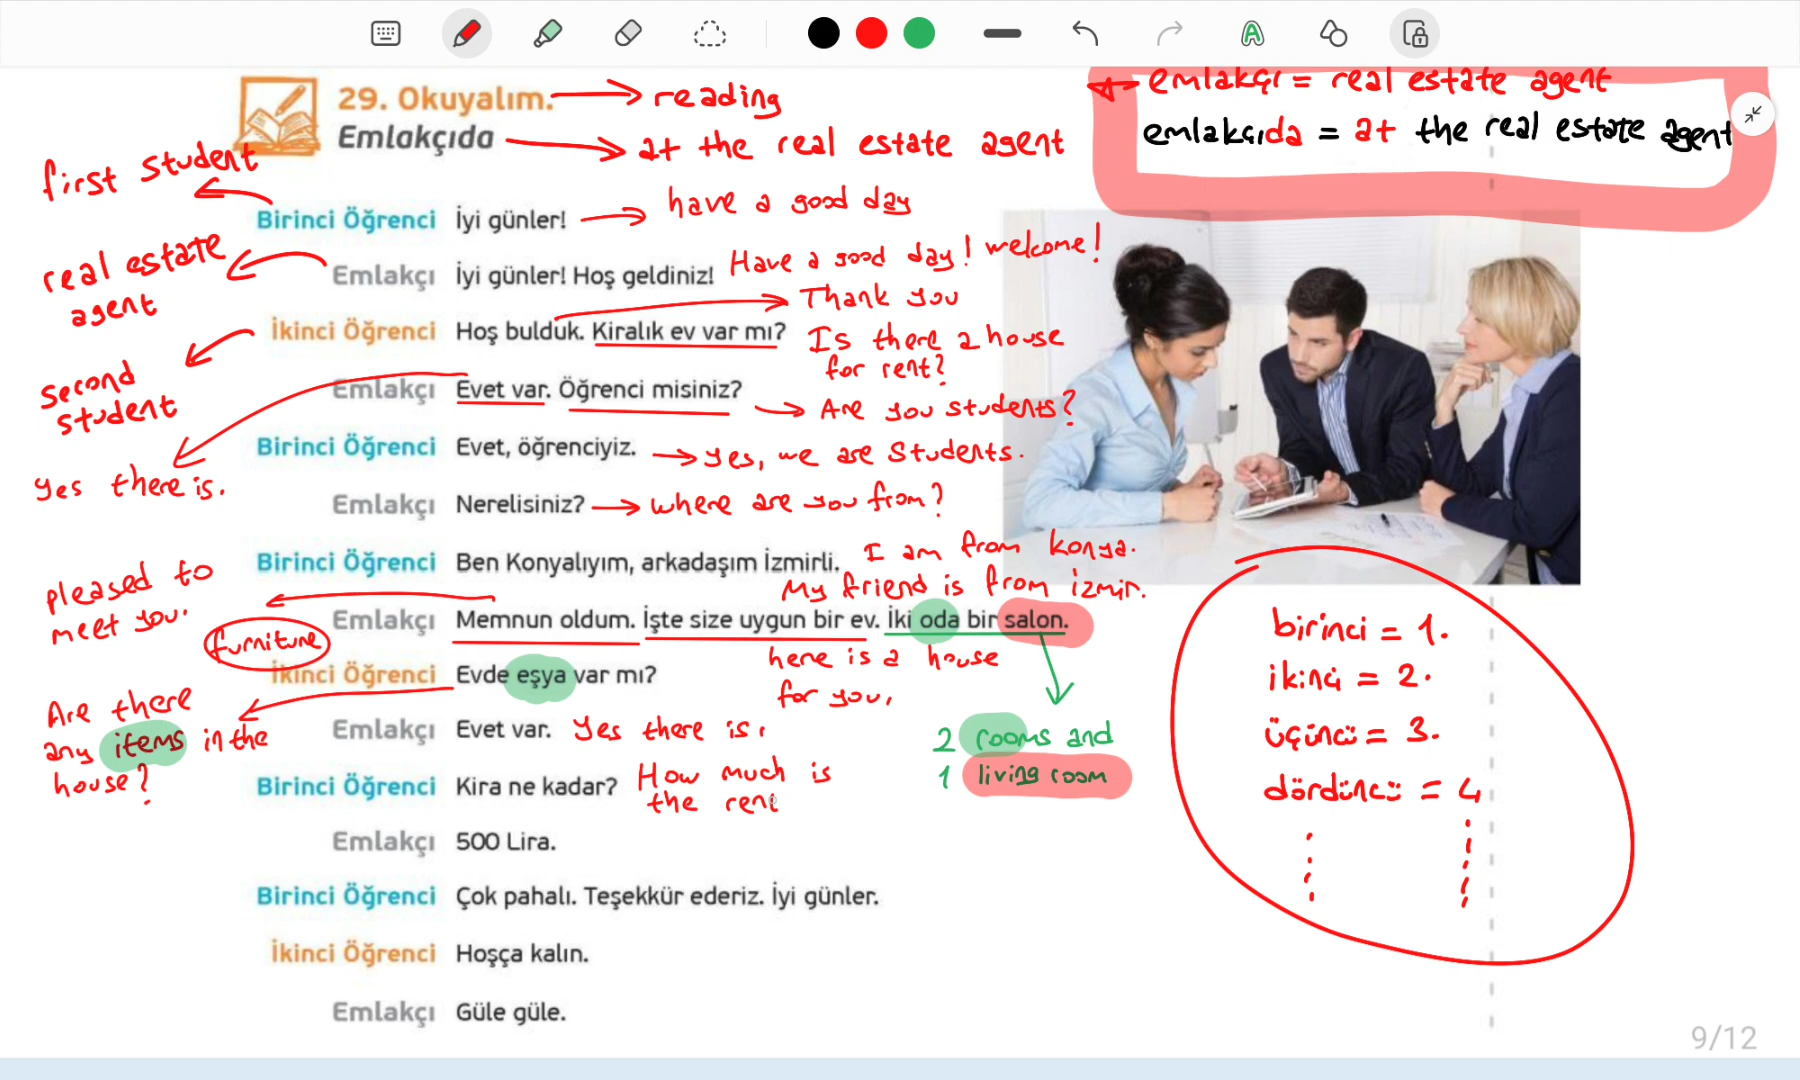 emlakçı = real estate agent
29. Okuyalım. reading
emlakçıda = at the real estate agent
Emlakçıda at the real estate agent
first student
Birinci Öğrenci İyi günler! have a good day
real estate
agent
Emlakçı İyi günler! Hoş geldiniz! Have a good day! welcome!
Thank you
İkinci Öğrenci Hoş bulduk. Kiralık ev var mı? Is there a house
for rent?
second
student
Emlakçı Evet var. Öğrenci misiniz? Are you students?
Birinci Öğrenci Evet, öğrenciyiz. yes, we are students.
yes there is.
Emlakçı Nerelisiniz? where are you from?
Birinci Öğrenci Ben Konyalıyım, arkadaşım İzmirli. I am from konya.
My friend is from izmir.
pleased to
meet you.
Emlakçı Memnun oldum. İşte size uygun bir ev. İki oda bir salon.
furniture
here is a house
for you.
İkinci Öğrenci Evde eşya var mı?
Are there
any items in the
house?
Emlakçı Evet var. Yes there is.
2 rooms and
1 living room
Birinci Öğrenci Kira ne kadar? How much is
the ren
Emlakçı 500 Lira.
Birinci Öğrenci Çok pahalı. Teşekkür ederiz. İyi günler.
İkinci Öğrenci Hoşça kalın.
Emlakçı Güle güle.
birinci = 1.
ikinci = 2.
üçüncü = 3.
dördüncü = 4
9/12